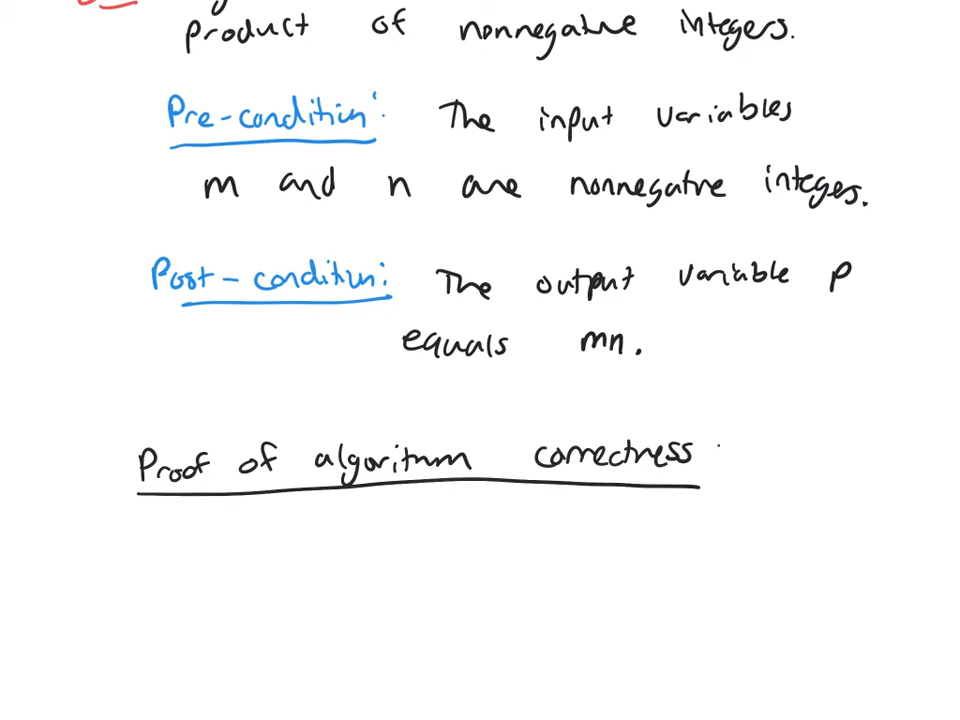 product of nonnegative integers.
Pre-condition: The input variables
m and n are nonnegative integers.
Post-condition: The output variable p
equals mn.
Proof of algorithm correctness